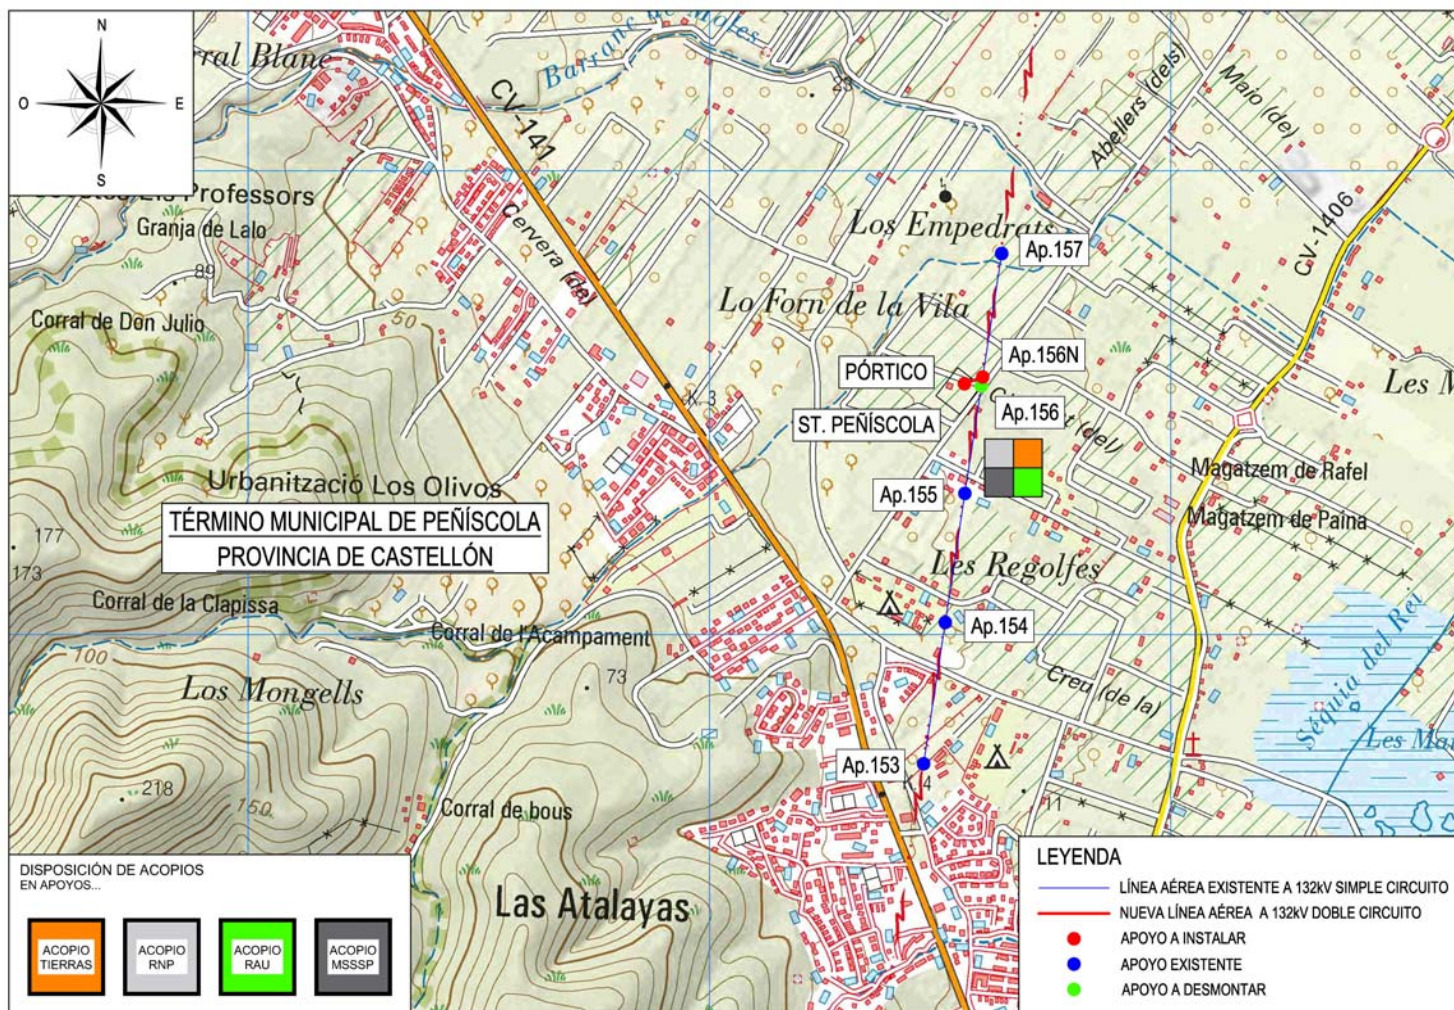 N
O
E
S
Barranc de Moles
CV-141
23
Abellers (dels)
Maio (de)
Professors
Granja de Lalo
Cervera (de)
Los Empedrats
CV-1406
89
Ap.157
Corral de Don Julio
50
Lo Forn de la Vila
Ap.156N
PÓRTICO
K. 3
Ap.156
Les M
ST. PEÑÍSCOLA
(del)
Urbanització Los Olivos
Magatzem de Rafel
TÉRMINO MUNICIPAL DE PEÑÍSCOLA
PROVINCIA DE CASTELLÓN
Ap.155
Magatzem de Paina
177
173
Les Regolfes
Corral de la Clapissa
Corral de l'Acampament
Ap.154
100
73
Los Mongells
Creu (de la)
Séquia del Rei
Les Ma
Ap.153
K. 4
218
150
Corral de bous
11
Las Atalayas
DISPOSICIÓN DE ACOPIOS
EN APOYOS...
ACOPIO
TIERRAS
ACOPIO
RNP
ACOPIO
RAU
ACOPIO
MSSSP
LEYENDA
LÍNEA AÉREA EXISTENTE A 132kV SIMPLE CIRCUITO
NUEVA LÍNEA AÉREA A 132kV DOBLE CIRCUITO
APOYO A INSTALAR
APOYO EXISTENTE
APOYO A DESMONTAR